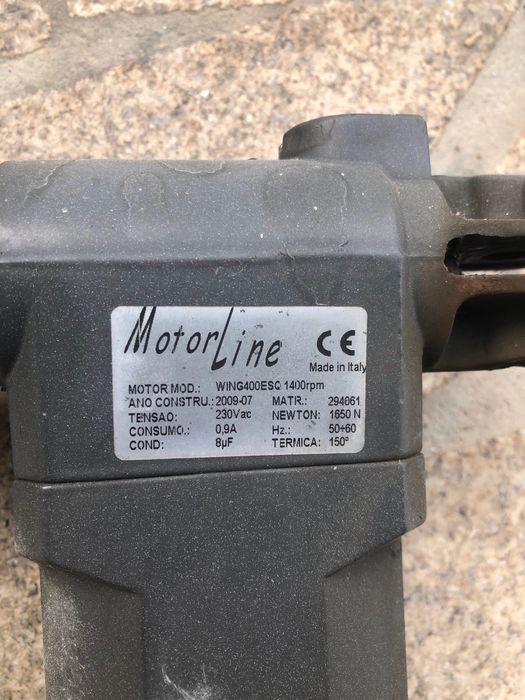 MotorLine CE
Made in Italy
MOTOR MOD.: WING400ESC 1400rpm
ANO CONSTRU.: 2009-07 MATR.: 294061
TENSAO: 230Vac NEWTON: 1650 N
CONSUMO.: 0,9A Hz.: 50÷60
COND: 8µF TERMICA: 150°